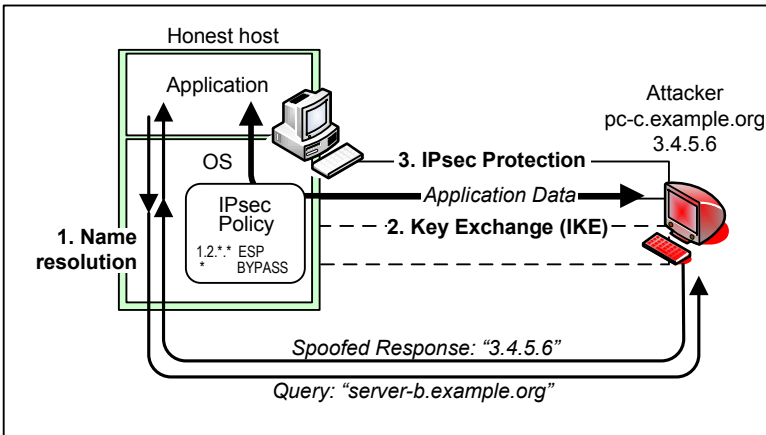 Honest host
Application
Attacker
pc-c.example.org
3.4.5.6
OS
3. IPsec Protection
Application Data
IPsec
Policy
1.2.*.* ESP
* BYPASS
2. Key Exchange (IKE)
1. Name
resolution
Spoofed Response: “3.4.5.6”
Query: “server-b.example.org”